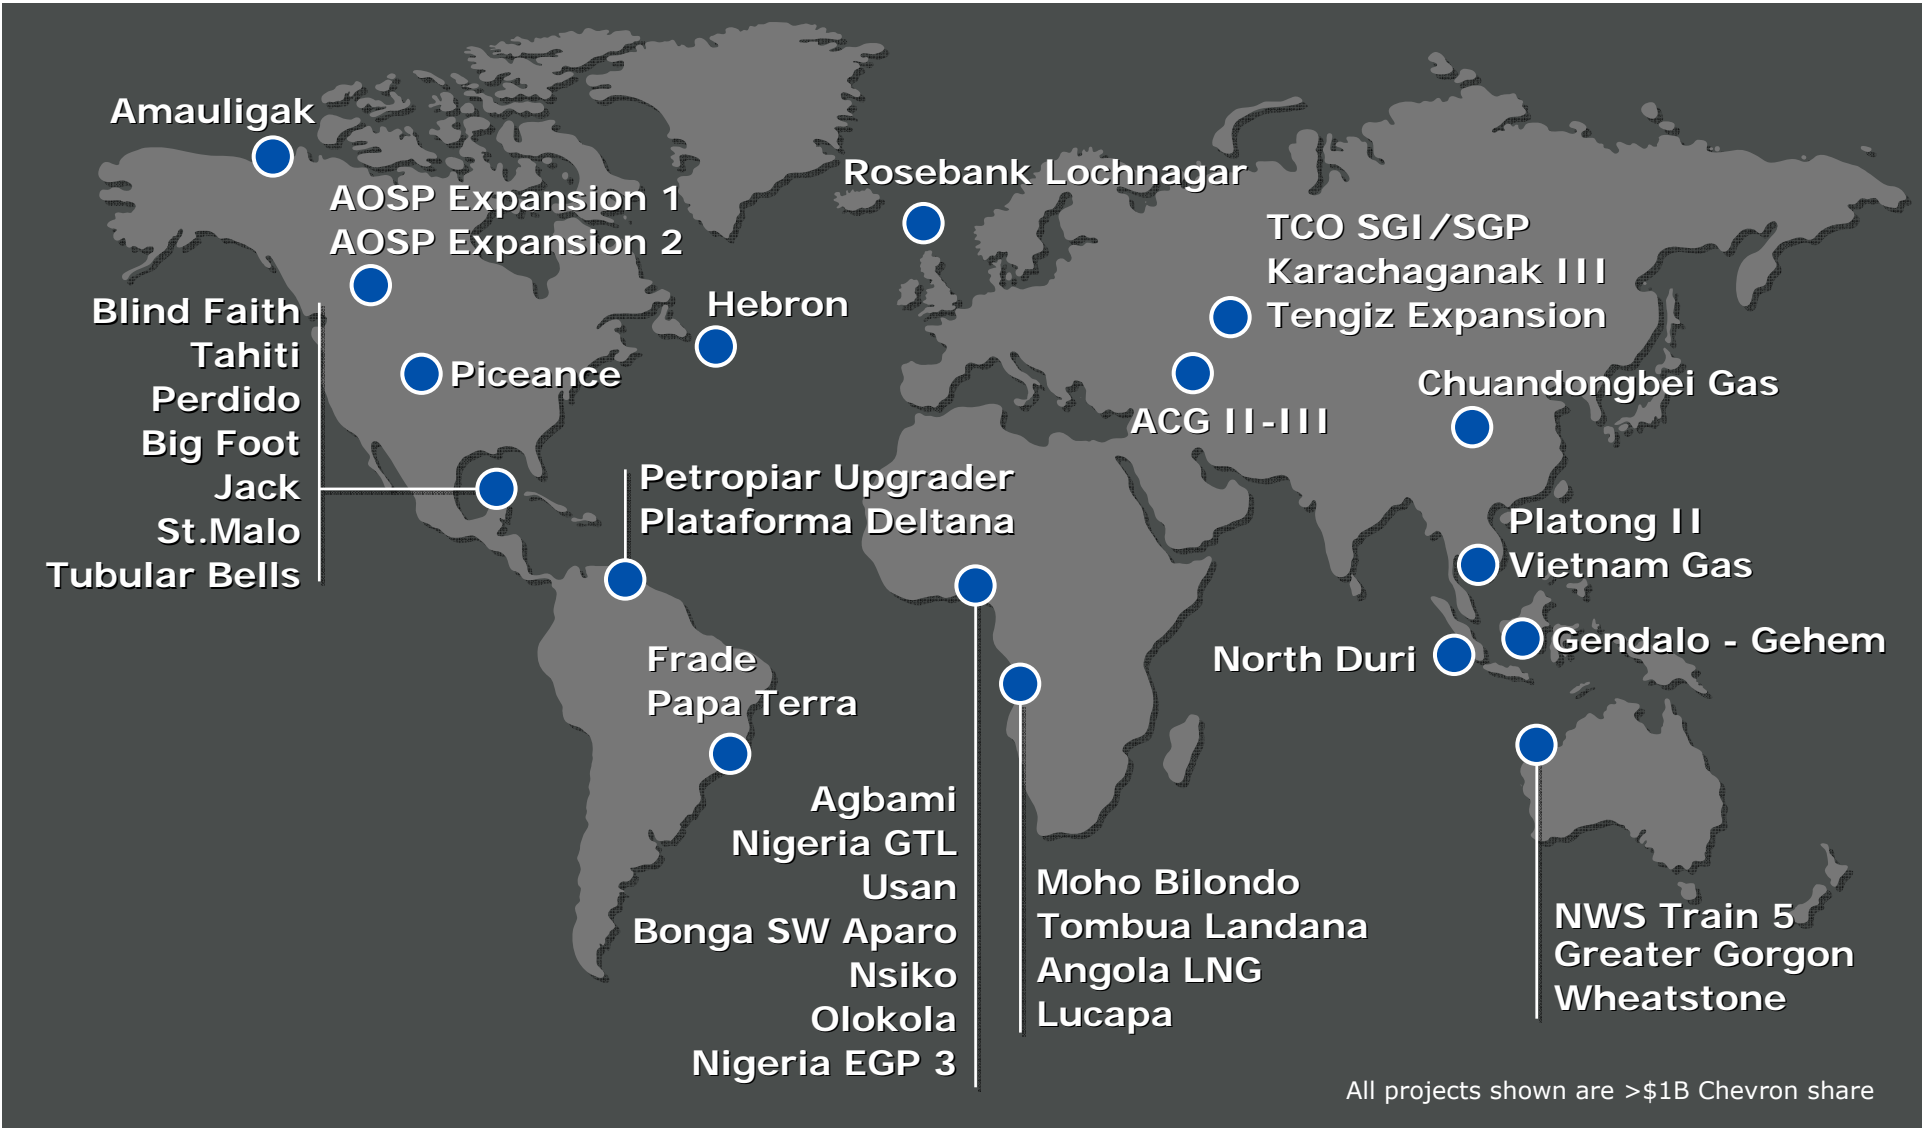 Amauligak
AOSP Expansion 1
AOSP Expansion 2
Blind Faith
Tahiti
Perdido
Big Foot
Jack
St.Malo
Tubular Bells
Piceance
Hebron
Rosebank Lochnagar
TCO SGI/SGP
Karachaganak III
Tengiz Expansion
ACG II-III
Chuandongbei Gas
Petropiar Upgrader
Plataforma Deltana
Platong II
Vietnam Gas
North Duri
Gendalo - Gehem
Frade
Papa Terra
Agbami
Nigeria GTL
Usan
Bonga SW Aparo
Nsiko
Olokola
Nigeria EGP 3
Moho Bilondo
Tombua Landana
Angola LNG
Lucapa
NWS Train 5
Greater Gorgon
Wheatstone
All projects shown are >$1B Chevron share